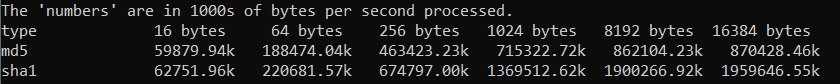 The 'numbers' are in 1000s of bytes per second processed.
type             16 bytes     64 bytes    256 bytes   1024 bytes   8192 bytes  16384 bytes
md5              59879.94k   188474.04k   463423.23k   715322.72k   862104.23k   870428.46k
sha1             62751.96k   220681.57k   674797.00k  1369512.62k  1900266.92k  1959646.55k